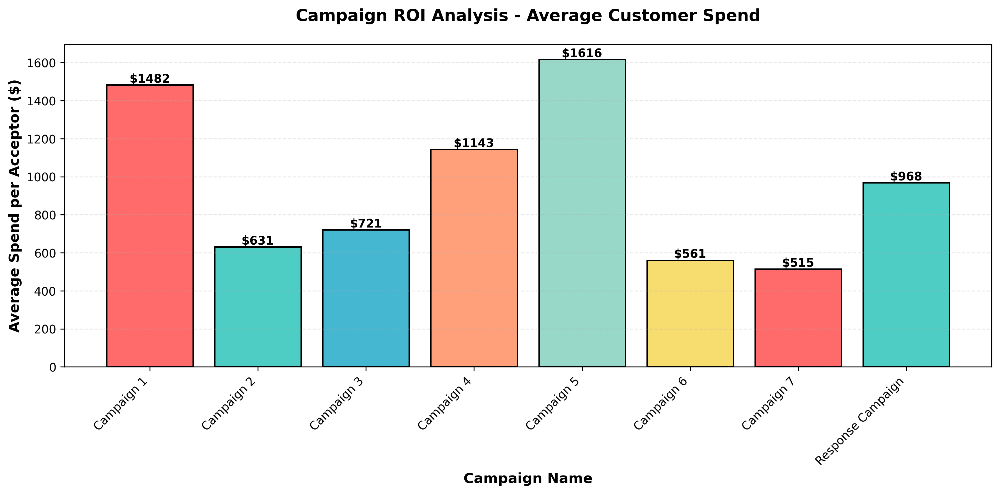 Campaign ROI Analysis - Average Customer Spend
Average Spend per Acceptor ($)
1600
1400
1200
1000
800
600
400
200
0
$1482
$631
$721
$1143
$1616
$561
$515
$968
Campaign 1
Campaign 2
Campaign 3
Campaign 4
Campaign 5
Campaign 6
Campaign 7
Response Campaign
Campaign Name